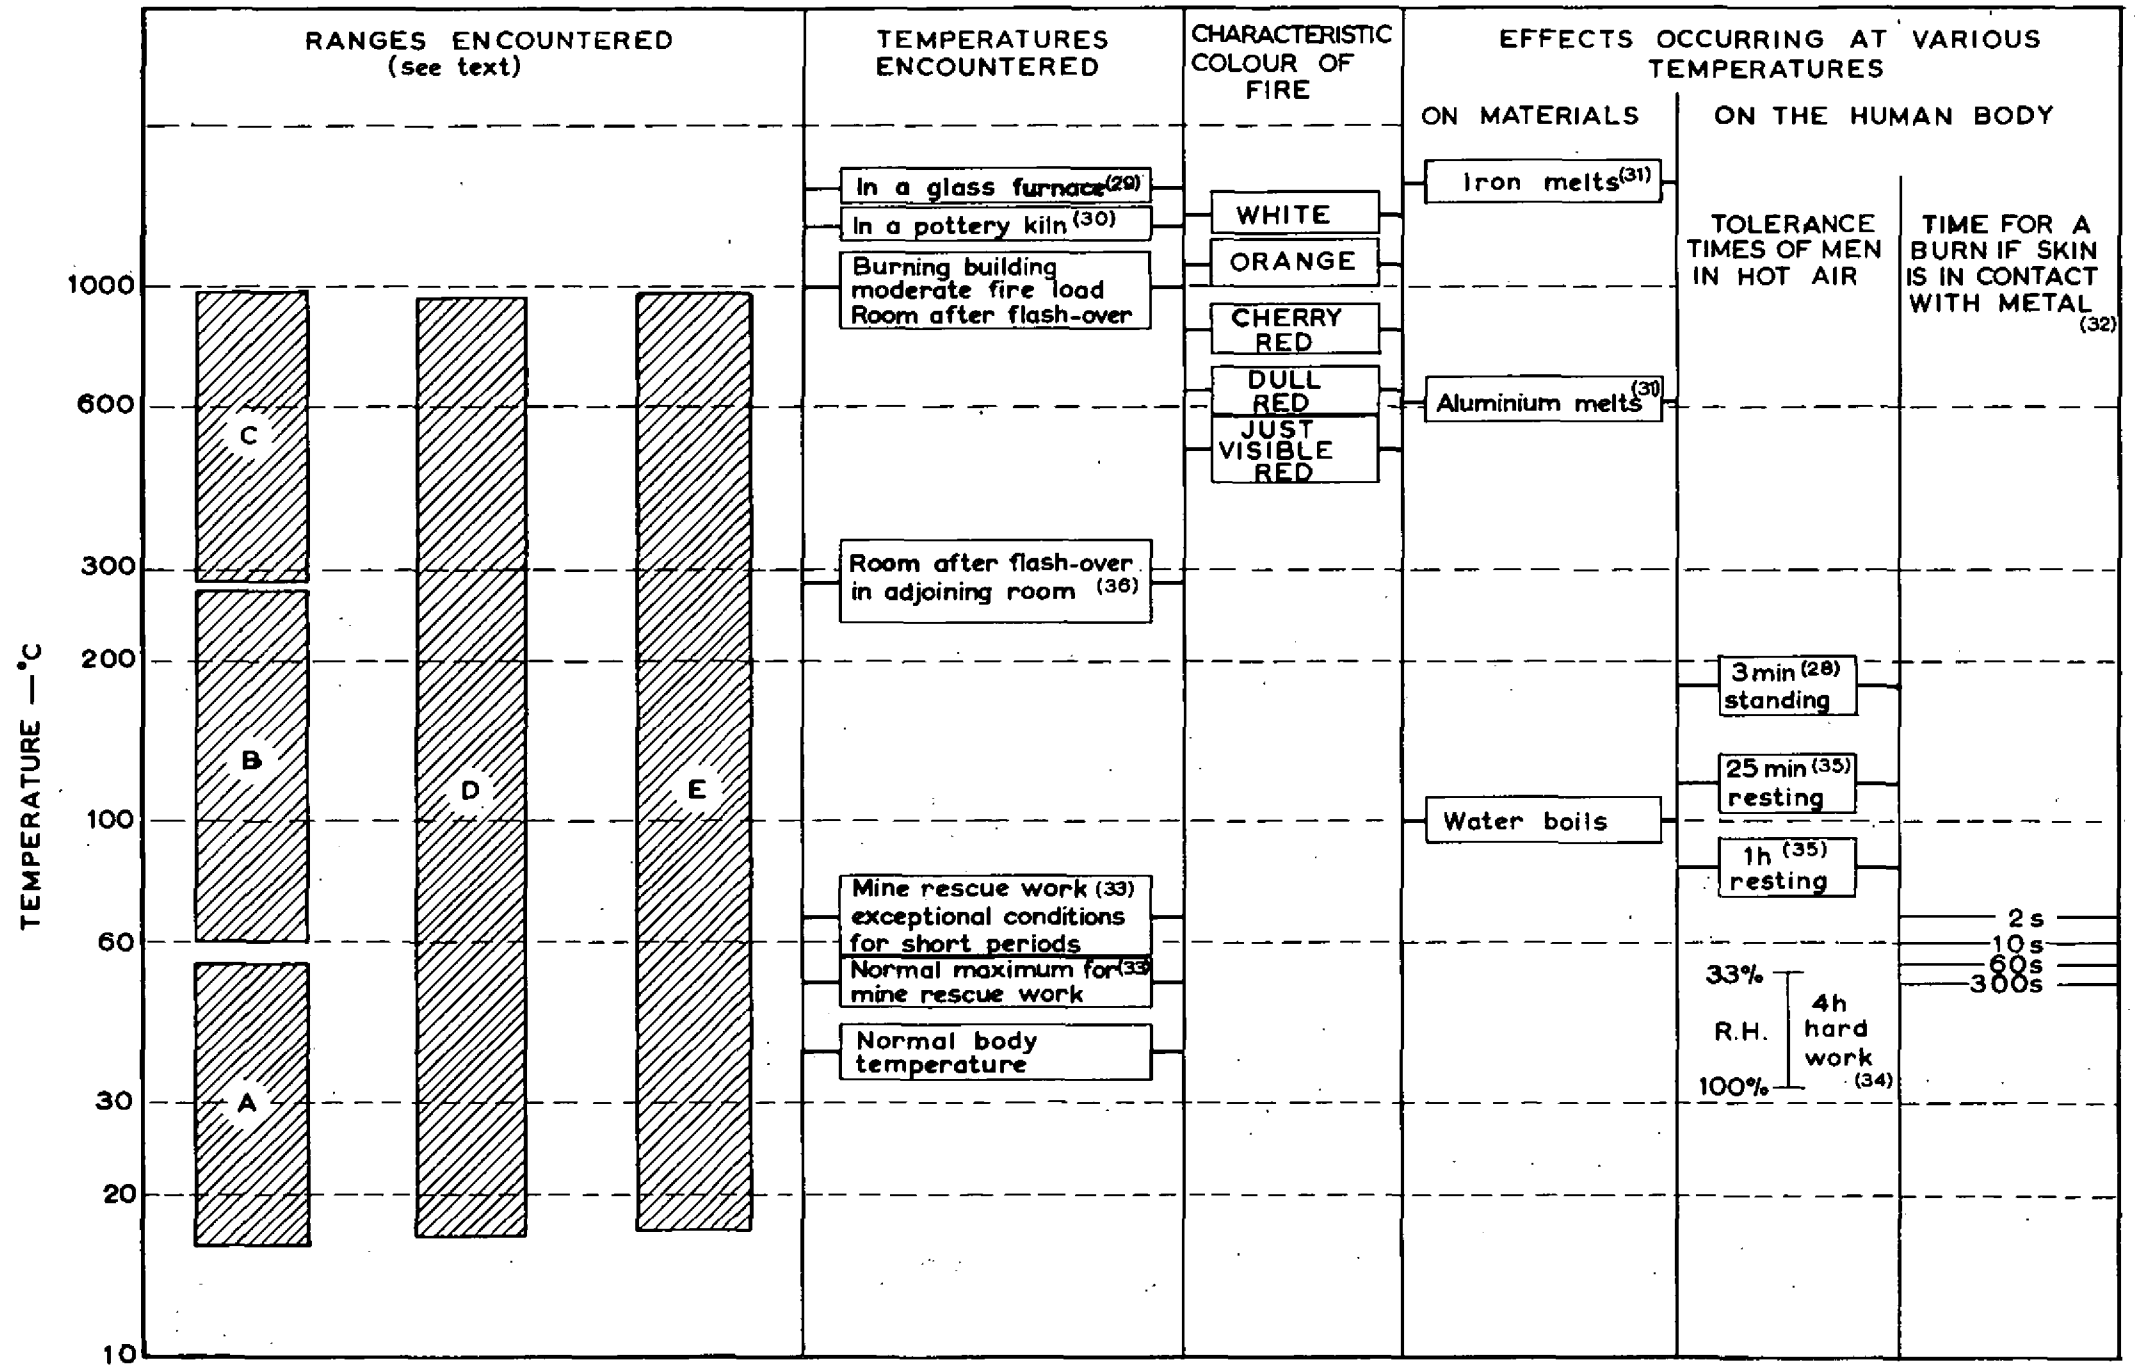 RANGES ENCOUNTERED
(see text)
TEMPERATURES
ENCOUNTERED
CHARACTERISTIC
COLOUR OF
FIRE
EFFECTS OCCURRING AT VARIOUS
TEMPERATURES
ON MATERIALS
ON THE HUMAN BODY
TOLERANCE
TIMES OF MEN
IN HOT AIR
TIME FOR A
BURN IF SKIN
IS IN CONTACT
WITH METAL
(32)
TEMPERATURE — °C
1000
600
300
200
100
60
30
20
10
C
B
A
D
E
In a glass furnace (29)
In a pottery kiln (30)
Burning building
moderate fire load
Room after flash-over
Room after flash-over
in adjoining room (36)
Mine rescue work (33)
exceptional conditions
for short periods
Normal maximum for (33)
mine rescue work
Normal body
temperature
WHITE
ORANGE
CHERRY
RED
DULL
RED
JUST
VISIBLE
RED
Iron melts (31)
Aluminium melts (31)
Water boils
3 min (28)
standing
25 min (35)
resting
1h (35)
resting
33%
R.H.
100%
4h
hard
work
(34)
2 s
10 s
60 s
300 s